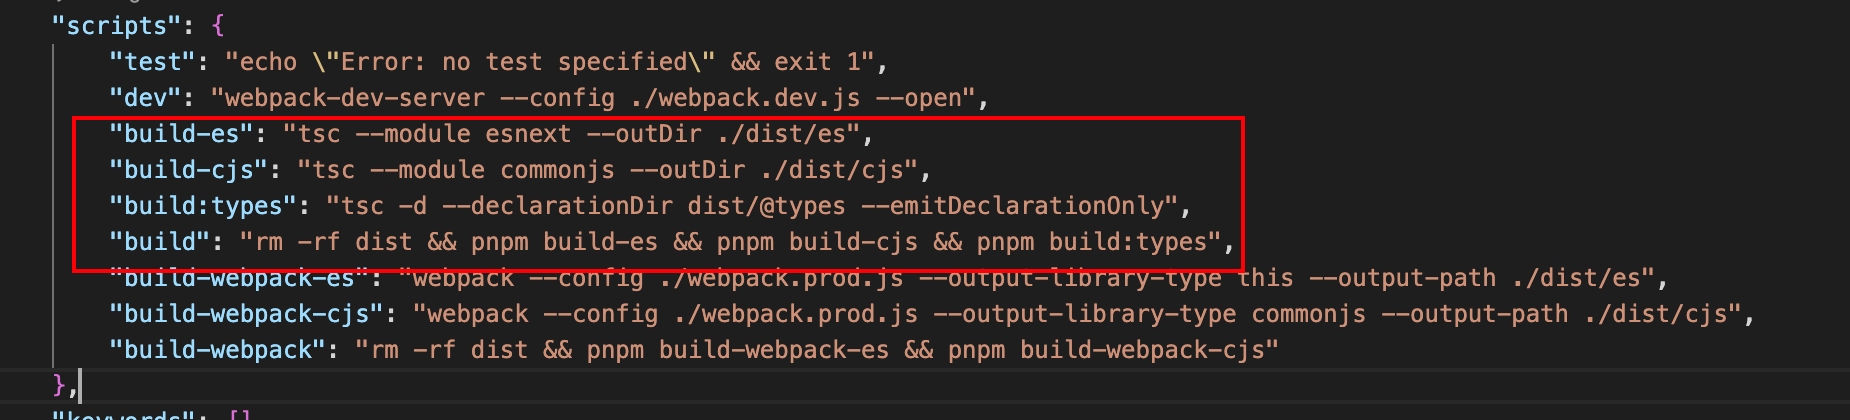 "scripts": {
"test": "echo \"Error: no test specified\" && exit 1",
"dev": "webpack-dev-server --config ./webpack.dev.js --open",
"build-es": "tsc --module esnext --outDir ./dist/es",
"build-cjs": "tsc --module commonjs --outDir ./dist/cjs",
"build:types": "tsc -d --declarationDir dist/@types --emitDeclarationOnly",
"build": "rm -rf dist && pnpm build-es && pnpm build-cjs && pnpm build:types",
"build-webpack-es": "webpack --config ./webpack.prod.js --output-library-type this --output-path ./dist/es",
"build-webpack-cjs": "webpack --config ./webpack.prod.js --output-library-type commonjs --output-path ./dist/cjs",
"build-webpack": "rm -rf dist && pnpm build-webpack-es && pnpm build-webpack-cjs"
},
"keywords": []